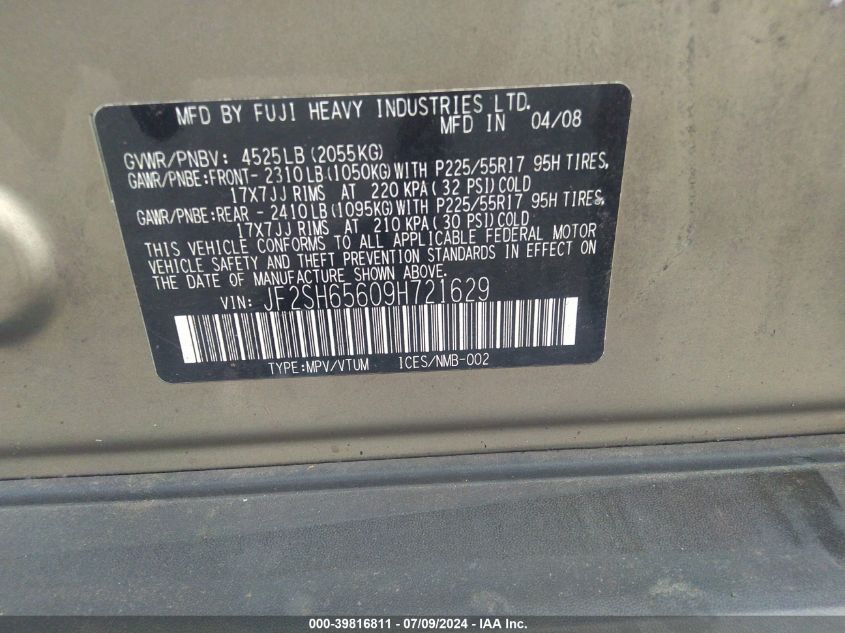 MFD BY FUJI HEAVY INDUSTRIES LTD.
MFD IN 04/08
GVWR/PNBV: 4525LB(2055KG)
GAWR/PNBE:FRONT- 2310LB(1050KG)WITH P225/55R17 95H TIRES,
17X7JJ RIMS AT 220 KPA( 32 PSI)COLD
GAWR/PNBE:REAR - 2410LB(1095KG)WITH P225/55R17 95H TIRES,
17X7JJ RIMS AT 210 KPA( 30 PSI)COLD
THIS VEHICLE CONFORMS TO ALL APPLICABLE FEDERAL MOTOR
VEHICLE SAFETY AND THEFT PREVENTION STANDARDS IN EFFECT ON
THE DATE OF MANUFACTURE SHOWN ABOVE.
VIN: JF2SH65609H721629
TYPE:MPV/VTUM ICES/NMB-002
000-39816811 - 07/09/2024 - © IAA Inc.